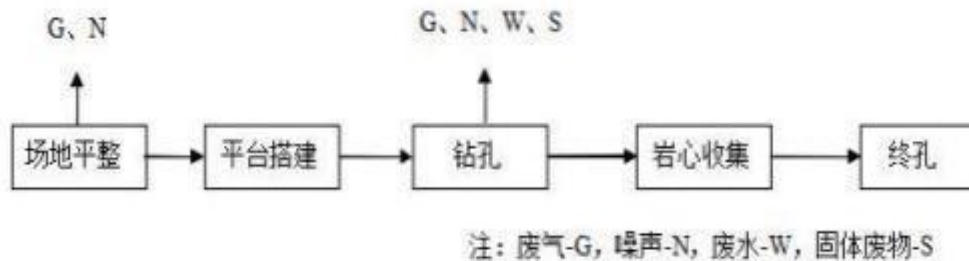 G、N
G、N、W、S
场地平整
平台搭建
钻孔
岩心收集
终孔
注：废气-G，噪声-N，废水-W，固体废物-S